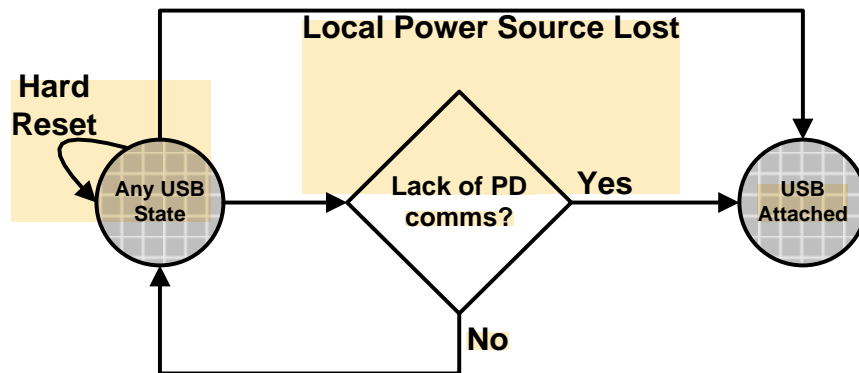 Local Power Source Lost
Hard
Reset
Any USB
State
Lack of PD
comms?
Yes
USB
Attached
No